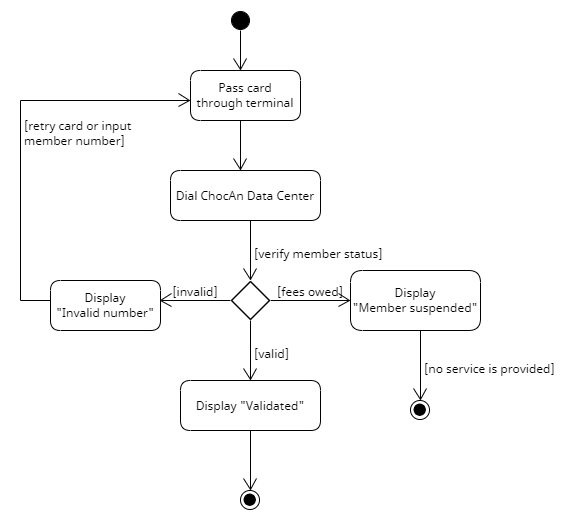 Pass card
through terminal
[retry card or input
member number]
Dial ChocAn Data Center
[verify member status]
Display
"Invalid number"
[invalid]
[fees owed]
Display
"Member suspended"
[valid]
[no service is provided]
Display "Validated"